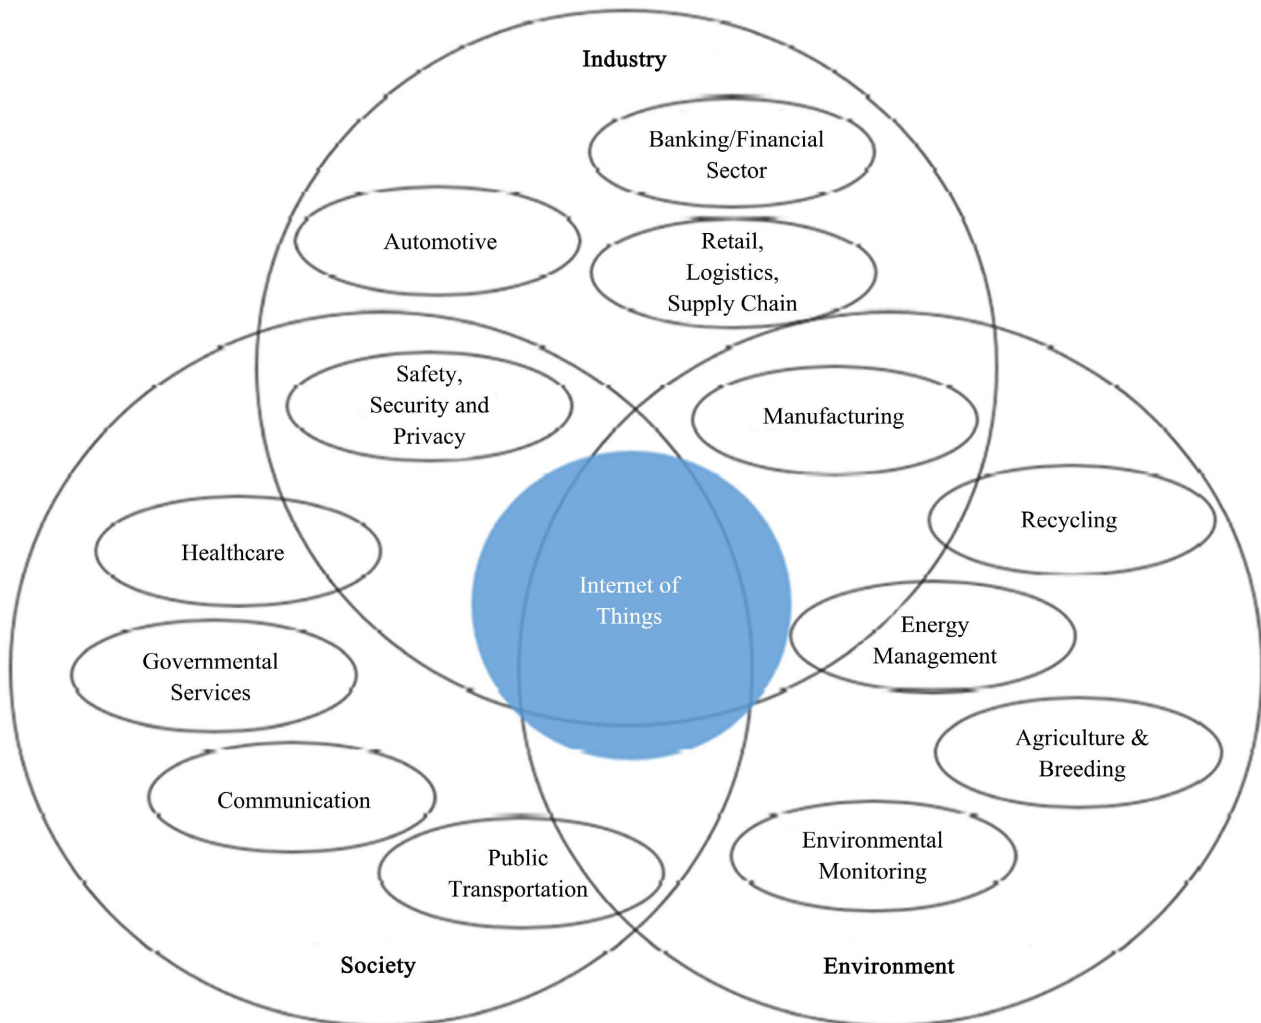 Industry
Banking/Financial
Sector
Automotive
Retail,
Logistics,
Supply Chain
Safety,
Security and
Privacy
Manufacturing
Recycling
Healthcare
Internet of
Things
Energy
Management
Governmental
Services
Agriculture &
Breeding
Communication
Environmental
Monitoring
Public
Transportation
Society
Environment